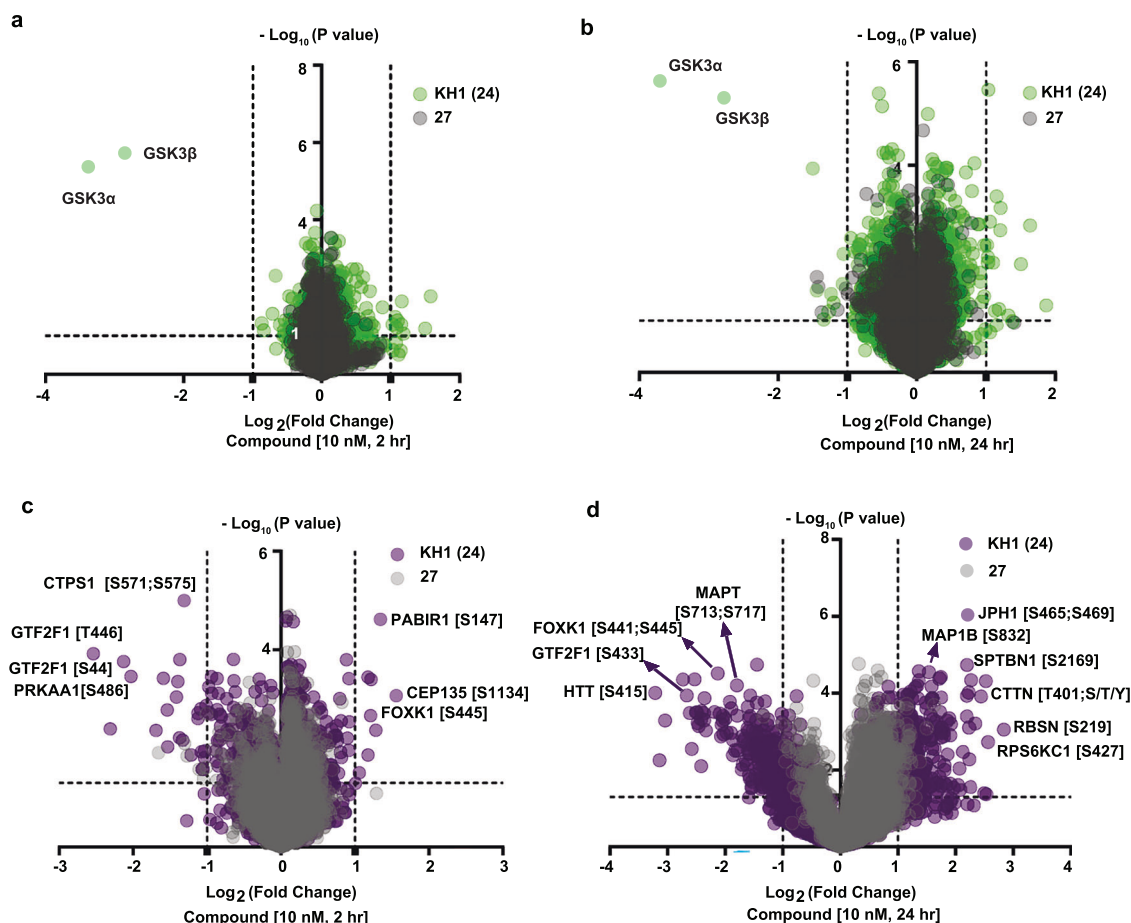 a
- Log10 (P value)
8
KH1 (24)
27
6
GSK3β
GSK3α
4
1
-4
-2
-1
0
1
2
Log 2(Fold Change)
Compound [10 nM, 2 hr]
b
- Log10 (P value)
6
GSK3α
KH1 (24)
27
GSK3β
4
-4
-2
-1
0
1
2
Log 2(Fold Change)
Compound [10 nM, 24 hr]
c
- Log10 (P value)
6
KH1 (24)
27
CTPS1 [S571;S575]
PABIR1 [S147]
GTF2F1 [T446]
4
GTF2F1 [S44]
PRKAA1[S486]
CEP135 [S1134]
FOXK1 [S445]
-3
-2
-1
0
1
2
3
Log2 (Fold Change)
Compound [10 nM, 2 hr]
d
- Log10 (P value)
8
KH1 (24)
27
MAPT
[S713;S717]
6
JPH1 [S465;S469]
FOXK1 [S441;S445]
MAP1B [S832]
GTF2F1 [S433]
SPTBN1 [S2169]
HTT [S415]
4
CTTN [T401;S/T/Y]
RBSN [S219]
RPS6KC1 [S427]
2
-4
-3
-2
-1
0
1
2
3
4
Log2 (Fold Change)
Compound [10 nM, 24 hr]